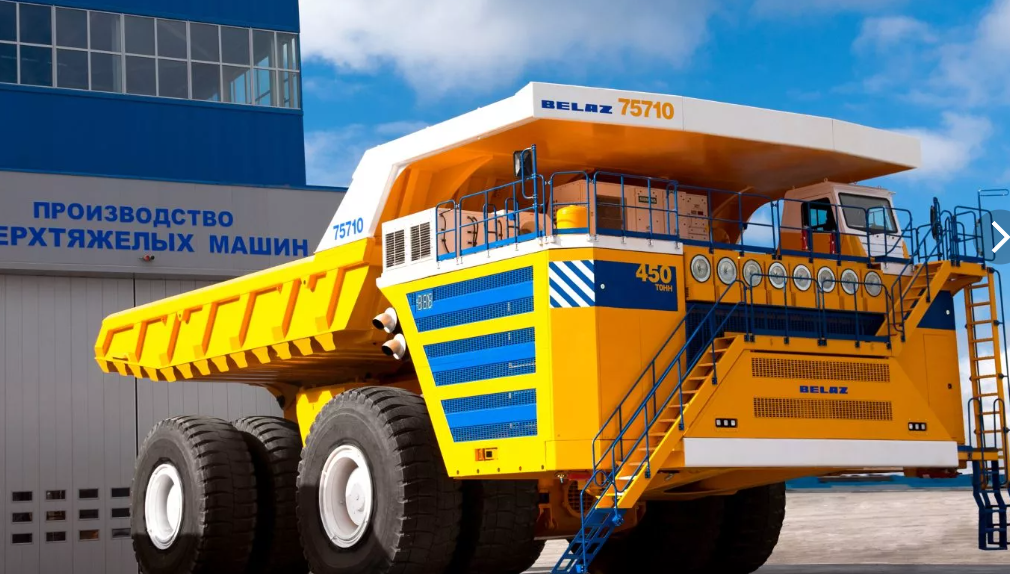 BELAZ 75710
75710
ПРОИЗВОДСТВО
ЕРХТЯЖЕЛЫХ МАШИН
450
ТОНН
BELAZ